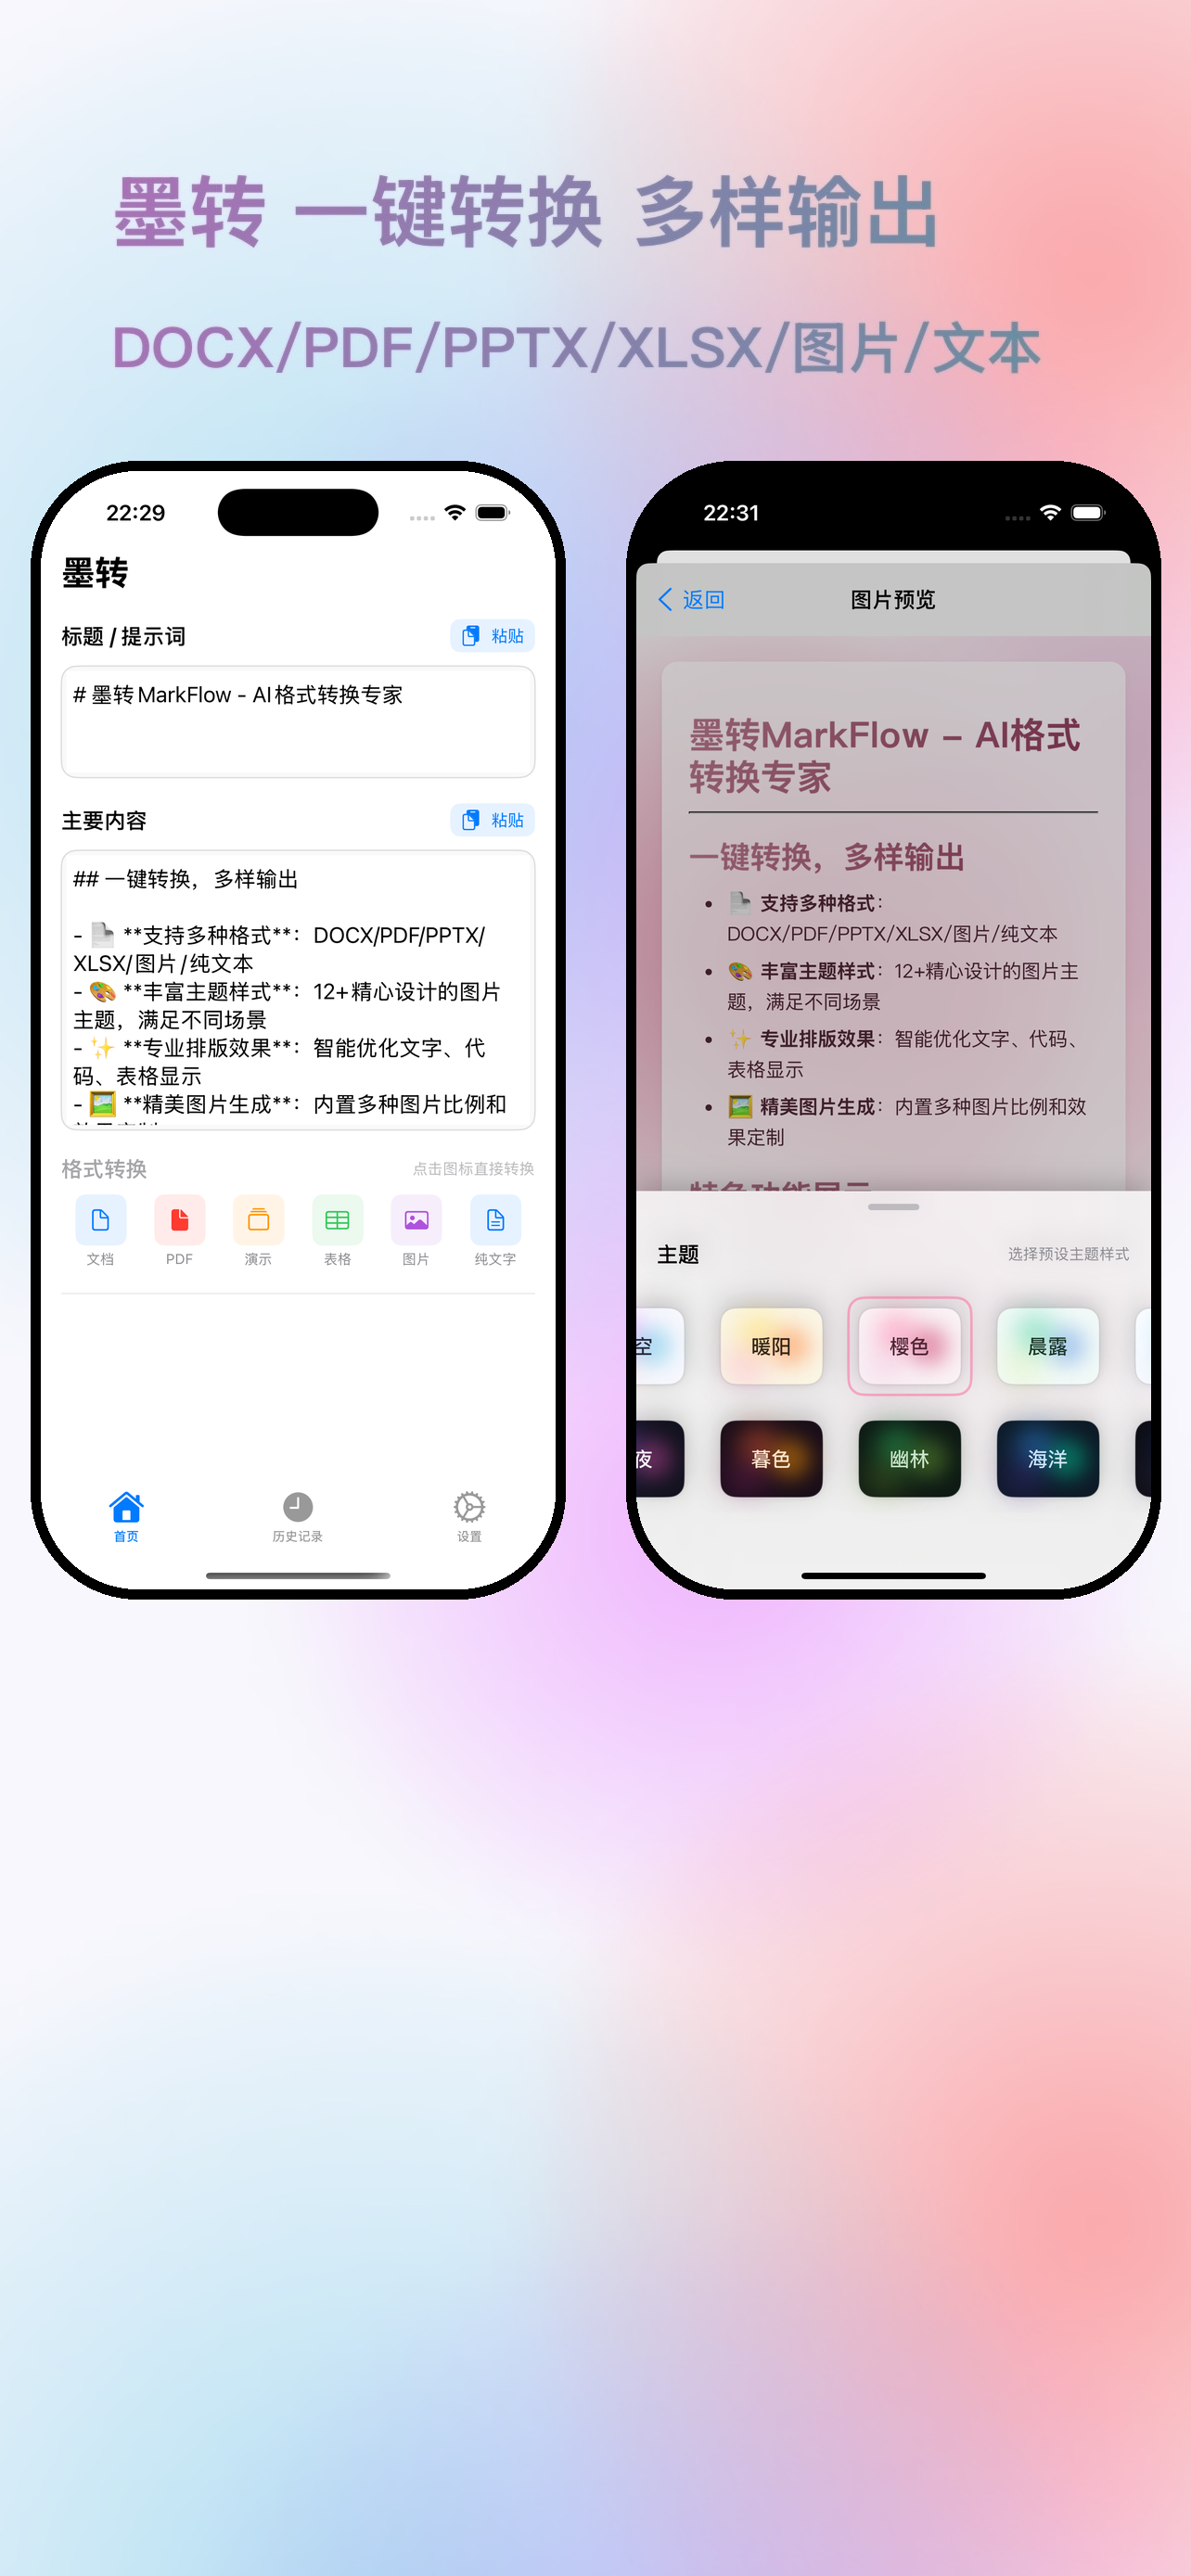 墨转 一键转换 多样输出
DOCX/PDF/PPTX/XLSX/图片/文本
22:29
墨转
标题 / 提示词
粘贴
# 墨转MarkFlow - AI格式转换专家
主要内容
粘贴
## 一键转换，多样输出
- 📄 **支持多种格式**：DOCX/PDF/PPTX/
XLSX/图片/纯文本
- 🎨 **丰富主题样式**：12+精心设计的图片
主题，满足不同场景
- ✨ **专业排版效果**：智能优化文字、代
码、表格显示
- 🖼️ **精美图片生成**：内置多种图片比例和
格式转换
点击图标直接转换
文档
PDF
演示
表格
图片
纯文字
首页
历史记录
设置
22:31
返回
图片预览
墨转MarkFlow – AI格式
转换专家
一键转换，多样输出
• 📄 支持多种格式：
DOCX/PDF/PPTX/XLSX/图片/纯文本
• 🎨 丰富主题样式：12+精心设计的图片主
题，满足不同场景
• ✨ 专业排版效果：智能优化文字、代码、
表格显示
• 🖼️ 精美图片生成：内置多种图片比例和效
果定制
主题
选择预设主题样式
空
暖阳
樱色
晨露
夜
暮色
幽林
海洋